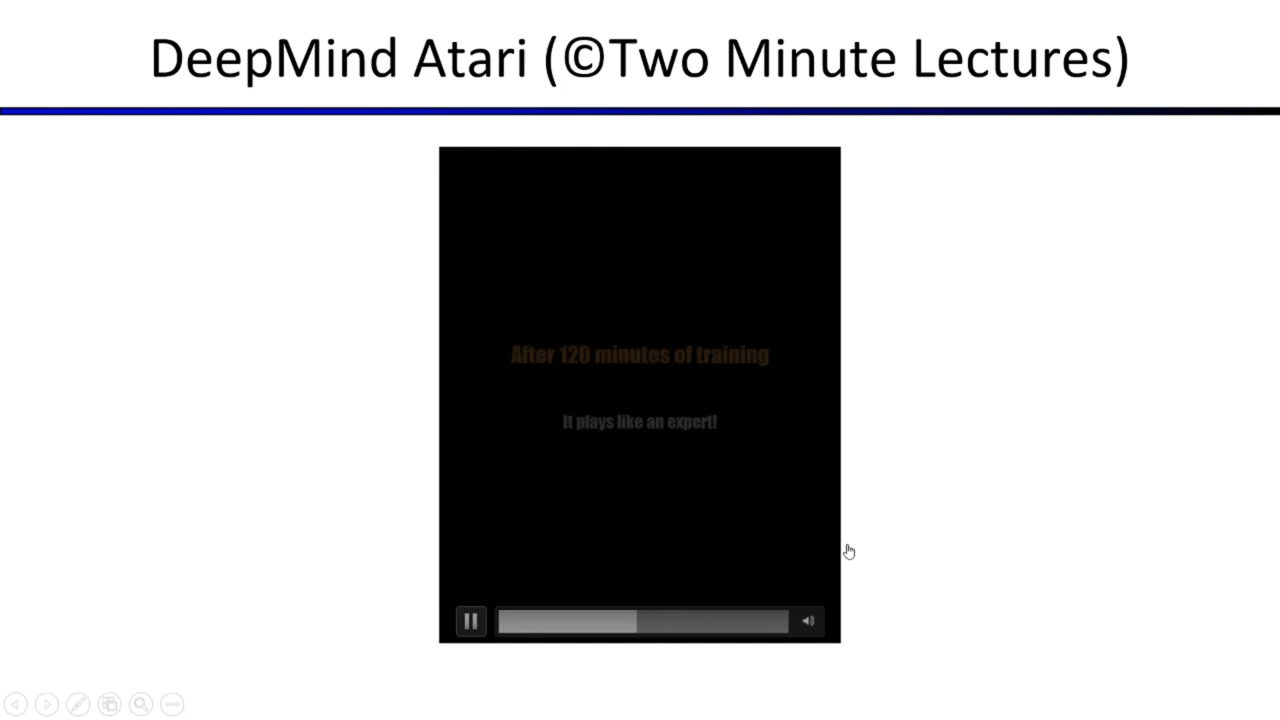 DeepMind Atari (©Two Minute Lectures)
After 120 minutes of training
It plays like an expert!